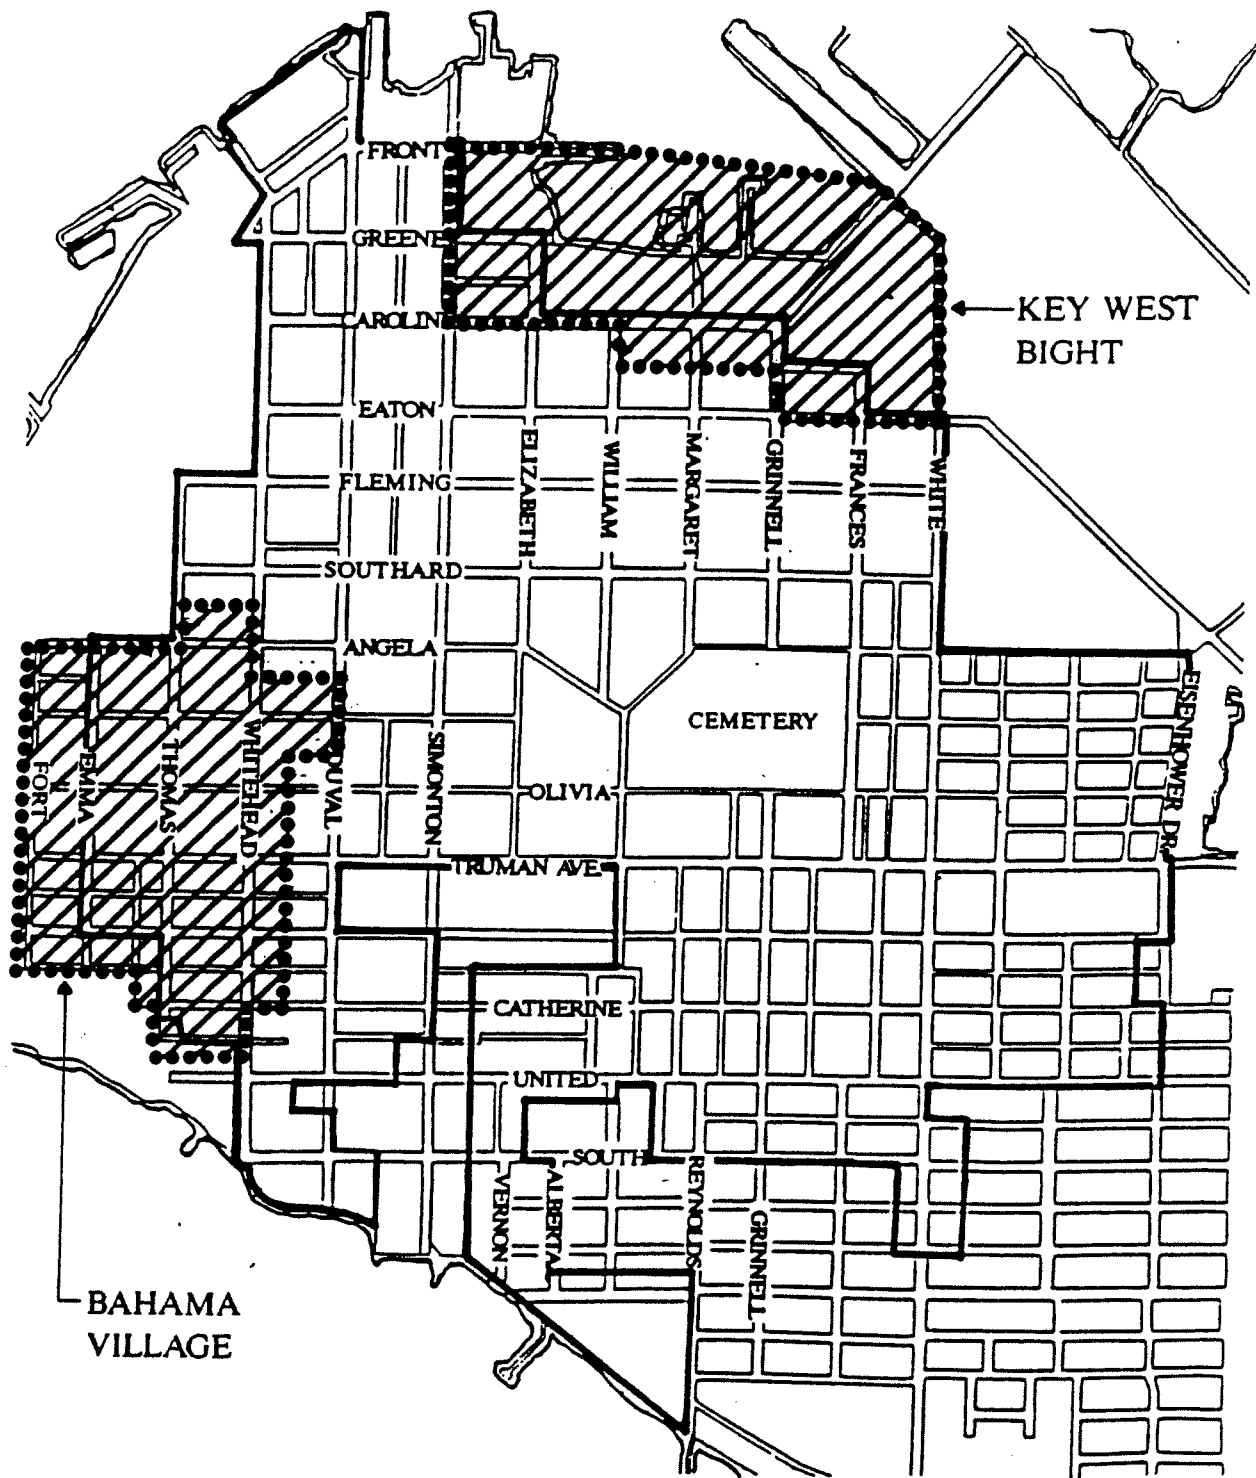 FRONT
GREENE
CAROLIN
KEY WEST
BIGHT
EATON
ELIZABETH
WILLIAM
MARGARET
GRINNELL
FRANCES
WHITE
FLEMING
SOUTHARD
ANGELA
CEMETERY
EISENHOWER DR.
FORT
EMMA
THOMAS
WHITEHEAD
DUVAL
SIMONTON
OLIVIA
TRUMAN AVE.
CATHERINE
UNITED
SOUTH
VERNON
ALBERTA
REYNOLDS
GRINNELL
BAHAMA
VILLAGE